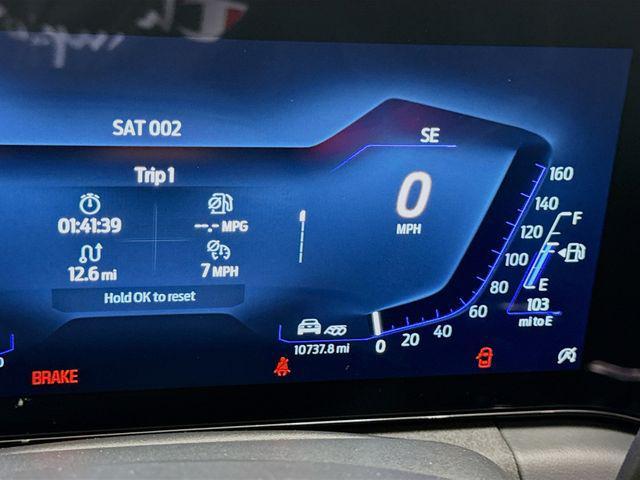 SAT 002
SE
Trip 1
01:41:39
--.- MPG
12.6 mi
7 MPH
Hold OK to reset
0
MPH
160
140
120
100
80
60
40
20
0
F
E
103
mi to E
10737.8 mi
BRAKE